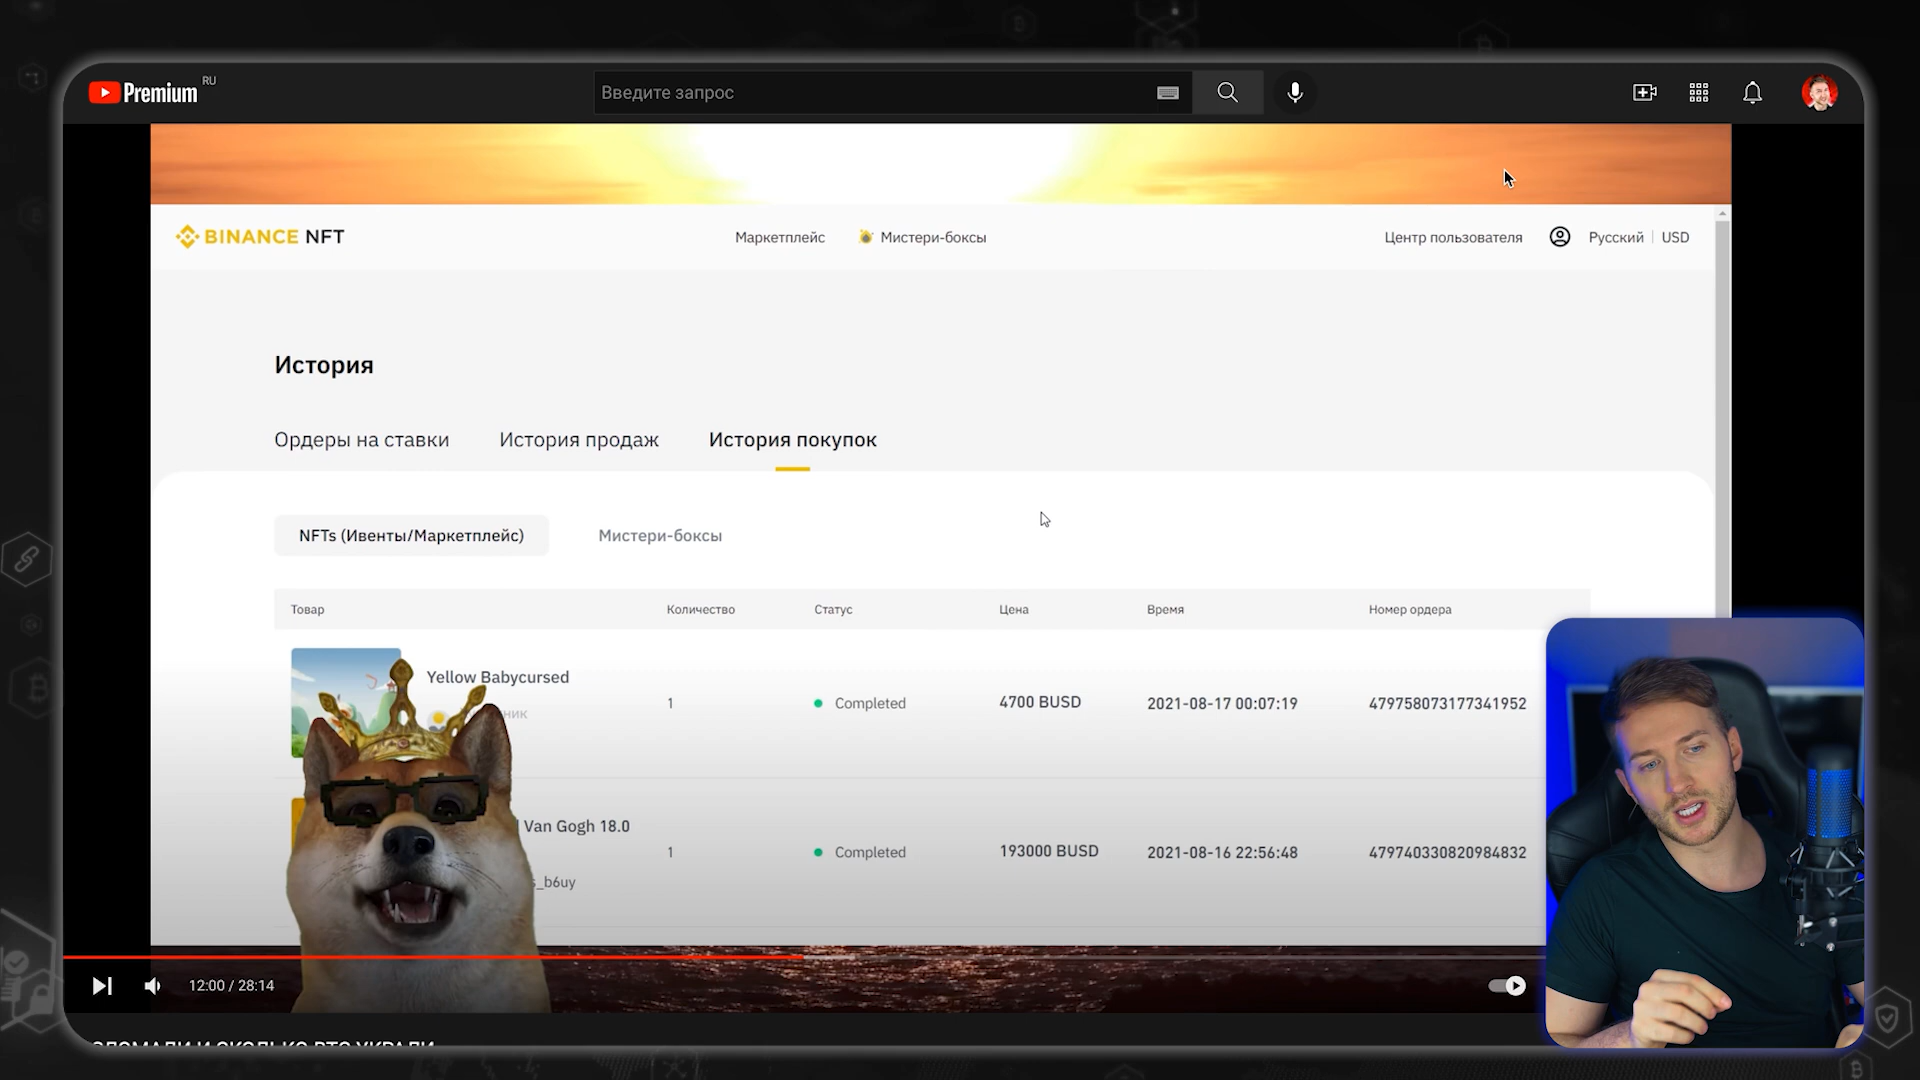 Premium RU
Введите запрос
BINANCE NFT
Маркетплейс
Мистери-боксы
Центр пользователя
Русский | USD
История
Ордеры на ставки
История продаж
История покупок
NFTs (Ивенты/Маркетплейс)
Мистери-боксы
Товар
Количество
Статус
Цена
Время
Номер ордера
Yellow Babycursed
1
Completed
4700 BUSD
2021-08-17 00:07:19
479758073177341952
Van Gogh 18.0
1
Completed
193000 BUSD
2021-08-16 22:56:48
479740330820984832
s_b6uy
12:00 / 28:14